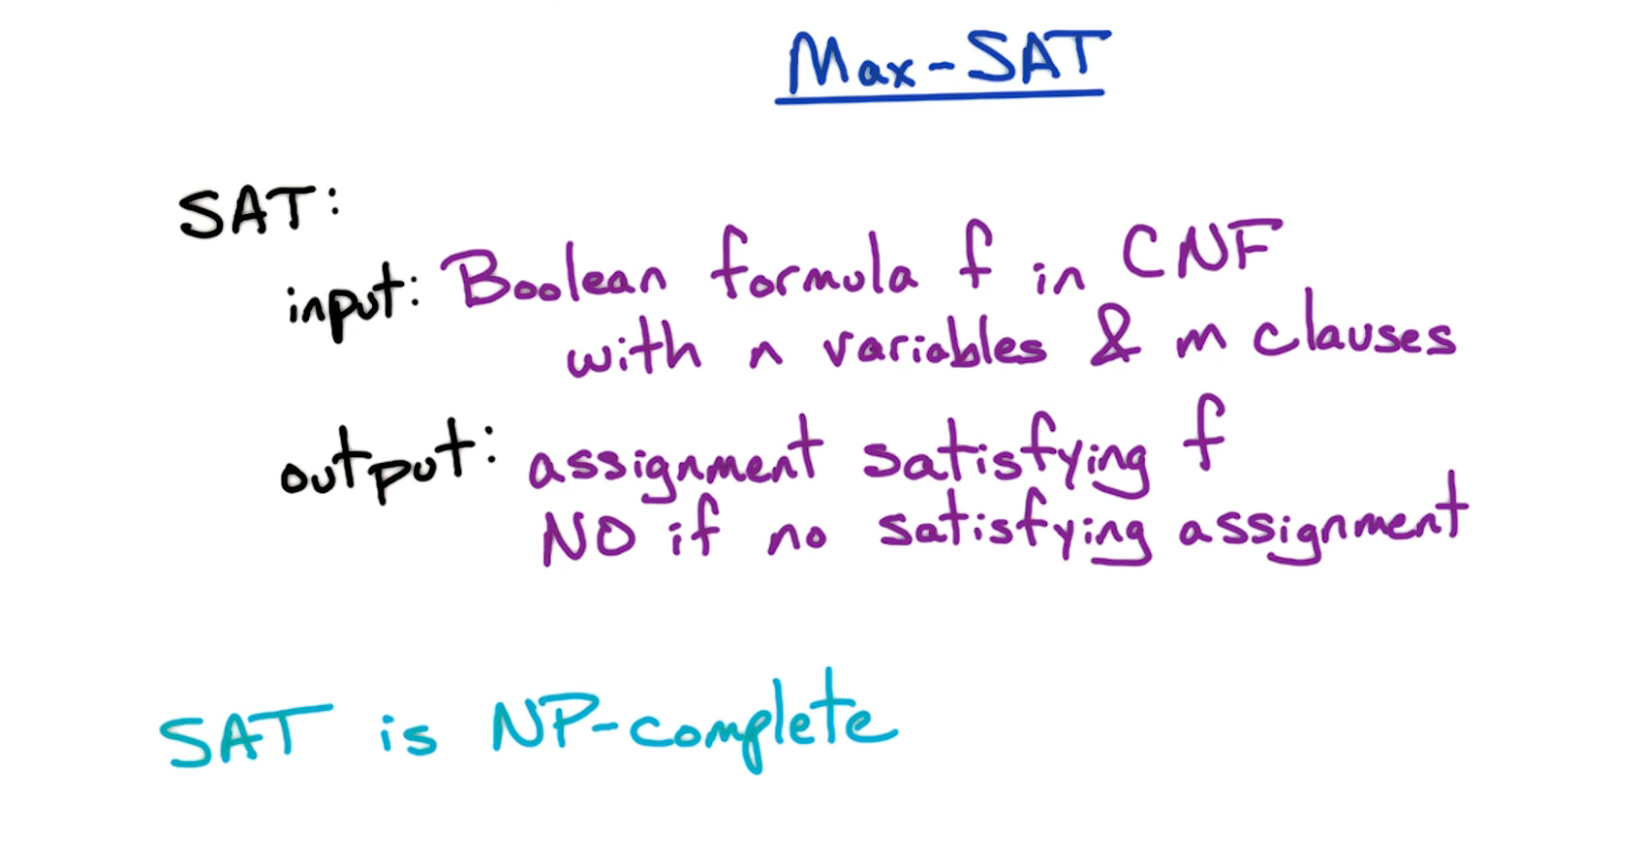 Max-SAT
SAT:
input: Boolean formula f in CNF
with n variables & m clauses
output: assignment satisfying f
NO if no satisfying assignment
SAT is NP-complete